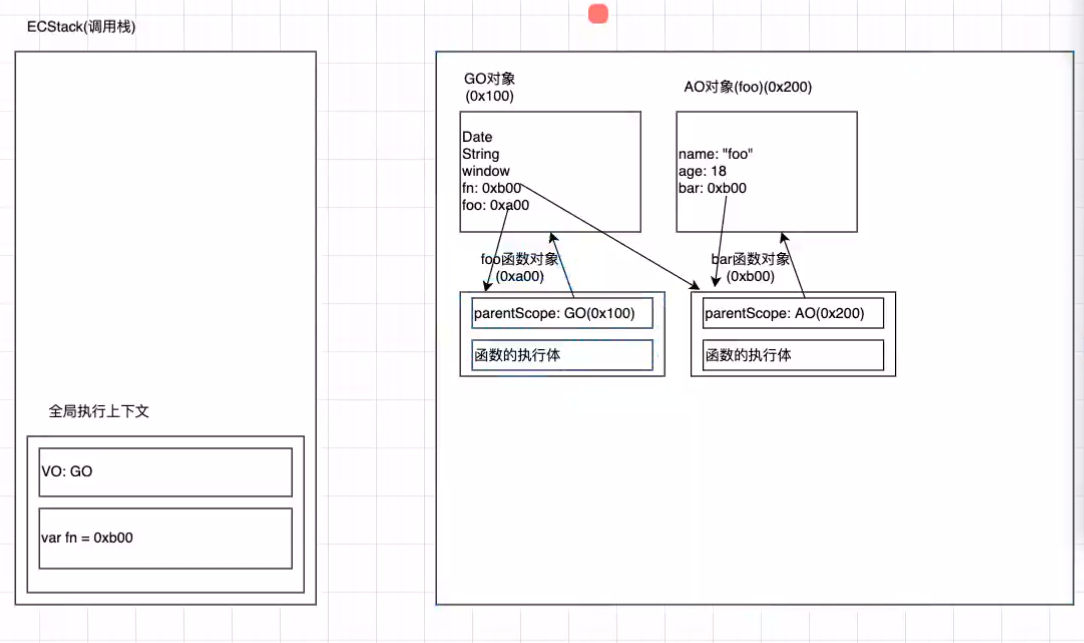 ECStack(调用栈)
全局执行上下文
VO: GO
var fn = 0xb00
GO对象
(0x100)
Date
String
window
fn: 0xb00
foo: 0xa00
AO对象(foo)(0x200)
name: "foo"
age: 18
bar: 0xb00
foo函数对象
(0xa00)
parentScope: GO(0x100)
函数的执行体
bar函数对象
(0xb00)
parentScope: AO(0x200)
函数的执行体